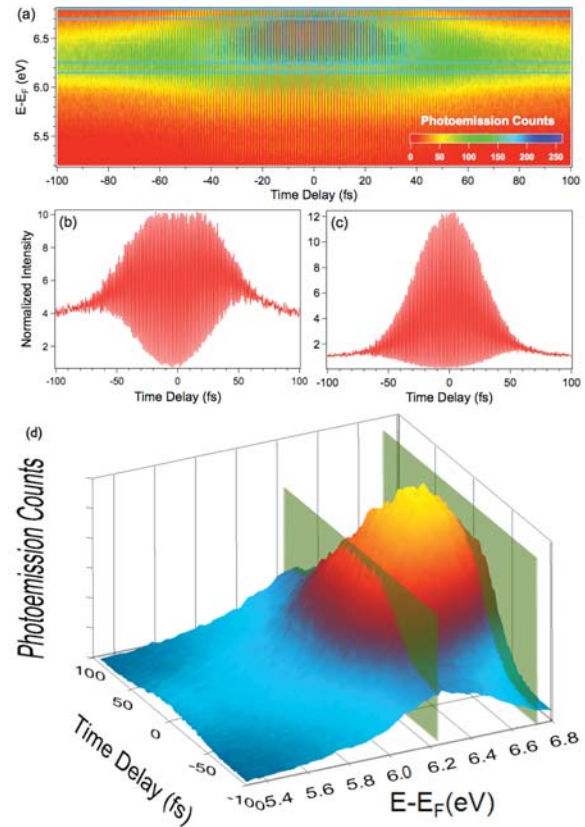 (a)
6.5
6.0
5.5
E-E_F (eV)
Photoemission Counts
0 50 100 150 200 250
-100 -80 -60 -40 -20 0 20 40 60 80 100
Time Delay (fs)
(b)
10
8
6
4
2
Normalized Intensity
-100 -50 0 50 100
Time Delay (fs)
(c)
12
10
8
6
4
2
-100 -50 0 50 100
Time Delay (fs)
(d)
Photoemission Counts
100 50 0 -50 -100
Time Delay (fs)
5.4 5.6 5.8 6.0 6.2 6.4 6.6 6.8
E-E_F(eV)